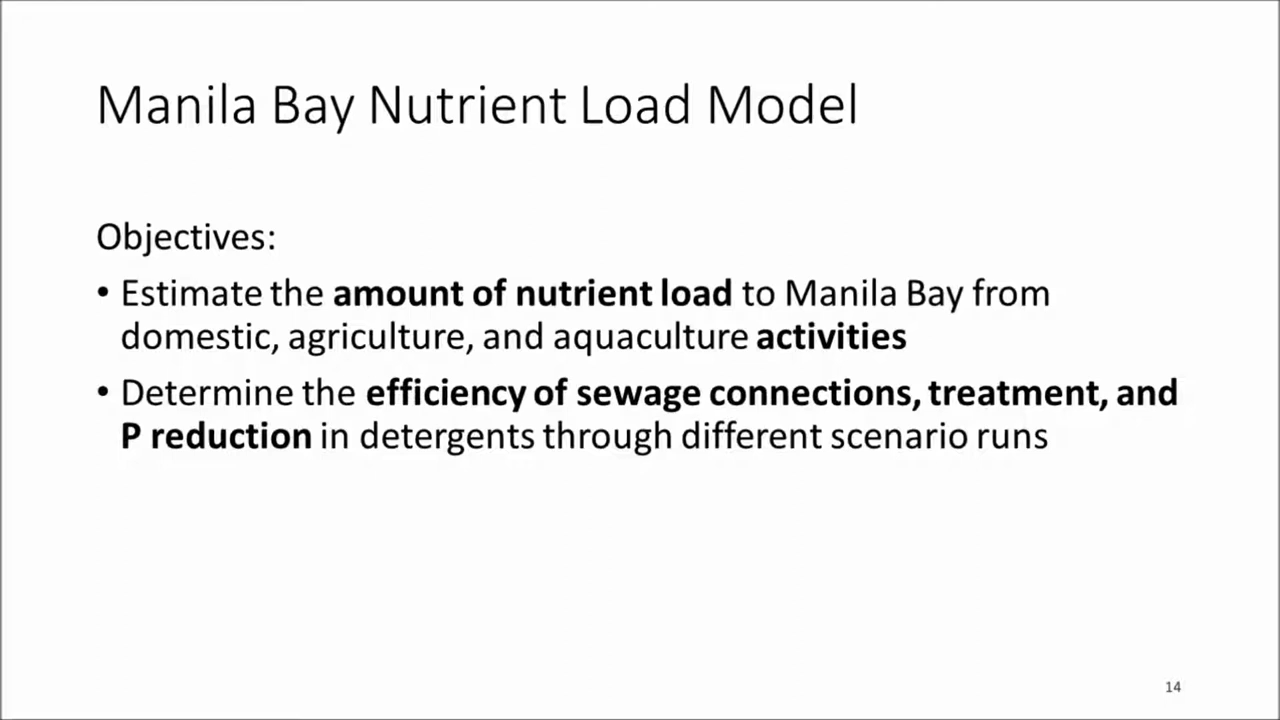 Manila Bay Nutrient Load Model
Objectives:
• Estimate the amount of nutrient load to Manila Bay from
domestic, agriculture, and aquaculture activities
• Determine the efficiency of sewage connections, treatment, and
P reduction in detergents through different scenario runs
14